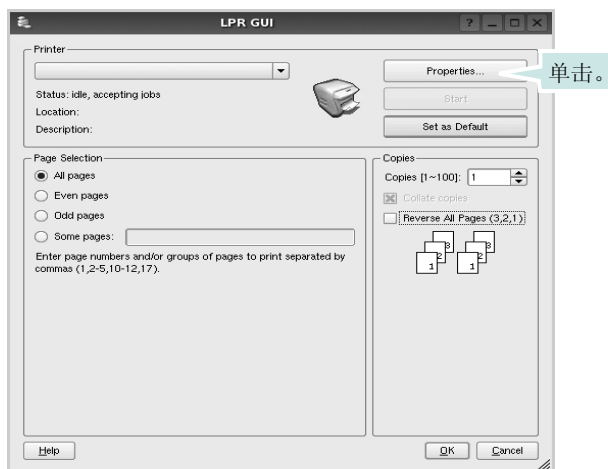 LPR GUI
Printer
Properties...
单击。
Status: idle, accepting jobs
Start
Location:
Description:
Set as Default
Page Selection
All pages
Even pages
Odd pages
Some pages:
Enter page numbers and/or groups of pages to print separated by
commas (1,2-5,10-12,17).
Copies
Copies [1~100]: 1
Collate copies
Reverse All Pages (3,2,1)
3 3
2 2
1 1
Help
OK
Cancel